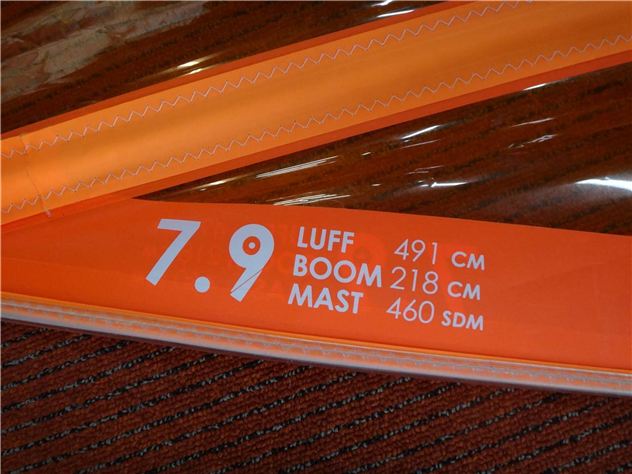 7.9
LUFF 491 CM
BOOM 218 CM
MAST 460 SDM